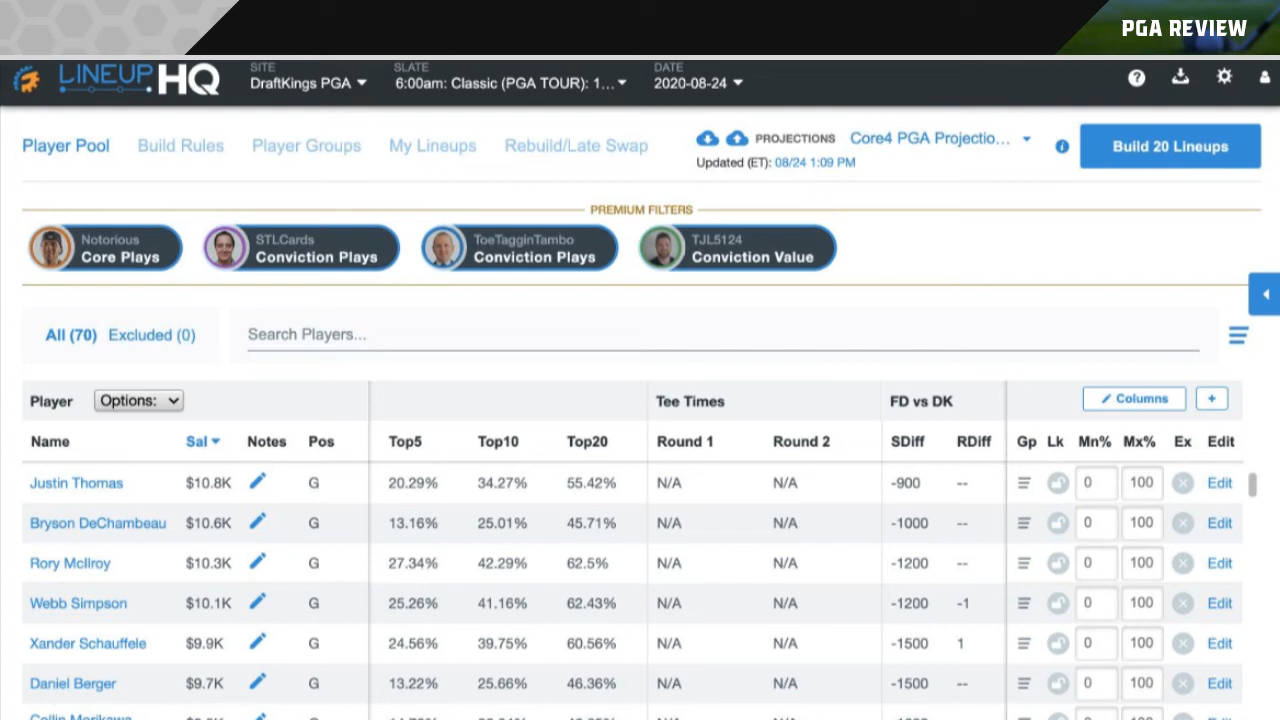 PGA REVIEW
LINEUPHQ
SITE
DraftKings PGA
SLATE
6:00am: Classic (PGA TOUR): 1...
DATE
2020-08-24
Player Pool Build Rules Player Groups My Lineups Rebuild/Late Swap
PROJECTIONS Core4 PGA Projectio...
Updated (ET): 08/24 1:09 PM
Build 20 Lineups
PREMIUM FILTERS
Notorious
Core Plays
STLCards
Conviction Plays
ToeTagginTambo
Conviction Plays
TJL5124
Conviction Value
All (70) Excluded (0) Search Players...
Player Options: Tee Times FD vs DK Columns +
Name Sal Notes Pos Top5 Top10 Top20 Round 1 Round 2 SDiff RDiff Gp Lk Mn% Mx% Ex Edit
Justin Thomas $10.8K G 20.29% 34.27% 55.42% N/A N/A -900 -- 0 100 Edit
Bryson DeChambeau $10.6K G 13.16% 25.01% 45.71% N/A N/A -1000 -- 0 100 Edit
Rory McIlroy $10.3K G 27.34% 42.29% 62.5% N/A N/A -1200 -- 0 100 Edit
Webb Simpson $10.1K G 25.26% 41.16% 62.43% N/A N/A -1200 -1 0 100 Edit
Xander Schauffele $9.9K G 24.56% 39.75% 60.56% N/A N/A -1500 1 0 100 Edit
Daniel Berger $9.7K G 13.22% 25.66% 46.36% N/A N/A -1500 -- 0 100 Edit
Collin Morikawa